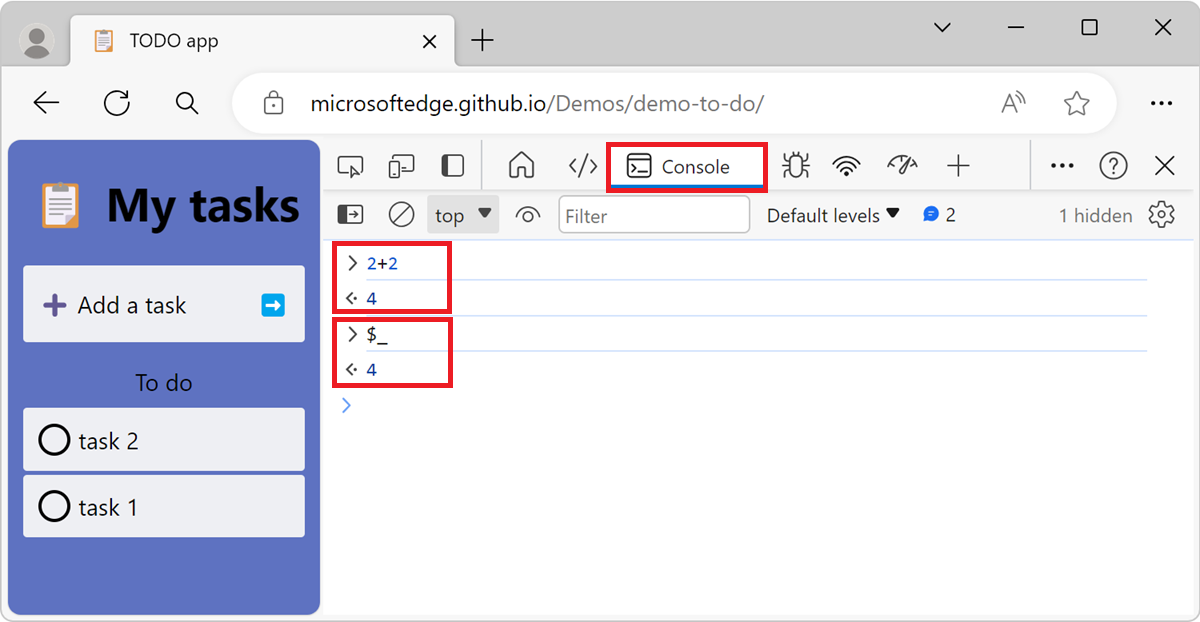 TODO app
microsoftedge.github.io/Demos/demo-to-do/
My tasks
Add a task
To do
task 2
task 1
Console
top
Filter
Default levels
2
1 hidden
2+2
4
$_
4